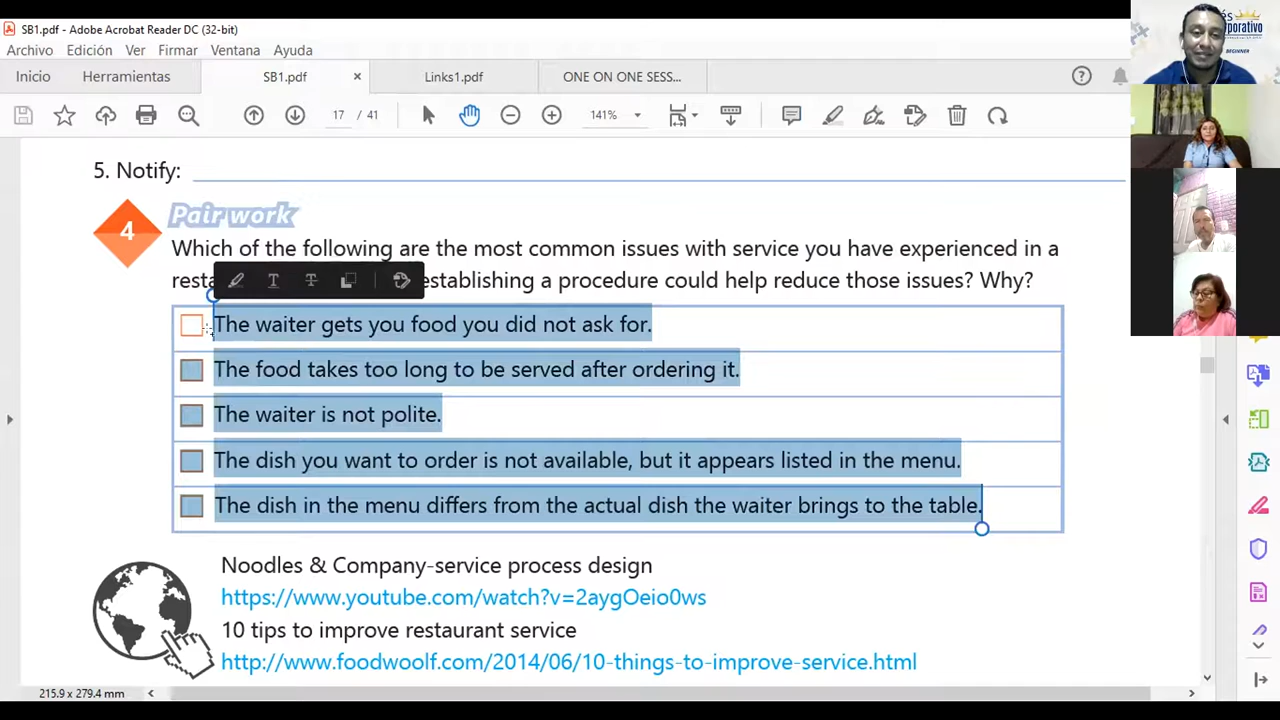 SB1.pdf - Adobe Acrobat Reader DC (32-bit)
Archivo Edición Ver Firmar Ventana Ayuda
Inicio Herramientas SB1.pdf × Links1.pdf ONE ON ONE SESS...
17 / 41 141%
5. Notify:
4 Pair work
Which of the following are the most common issues with service you have experienced in a
establishing a procedure could help reduce those issues? Why?
The waiter gets you food you did not ask for.
The food takes too long to be served after ordering it.
The waiter is not polite.
The dish you want to order is not available, but it appears listed in the menu.
The dish in the menu differs from the actual dish the waiter brings to the table.
Noodles & Company-service process design
https://www.youtube.com/watch?v=2aygOeio0ws
10 tips to improve restaurant service
http://www.foodwoolf.com/2014/06/10-things-to-improve-service.html
215.9 x 279.4 mm
BEGINNER